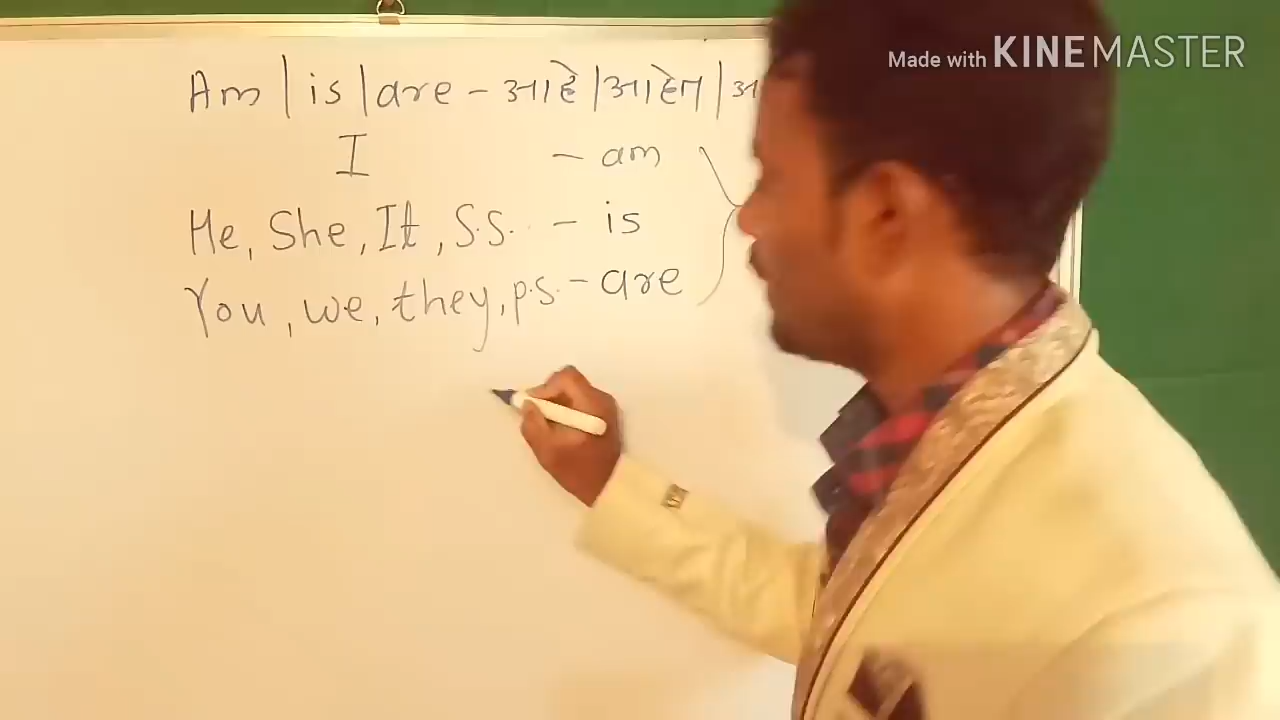 Made with KINEMASTER
Am | is | are - आहे | आहेत |
I - am
He, She, It, S.S. - is
You, we, they, p.s. - are